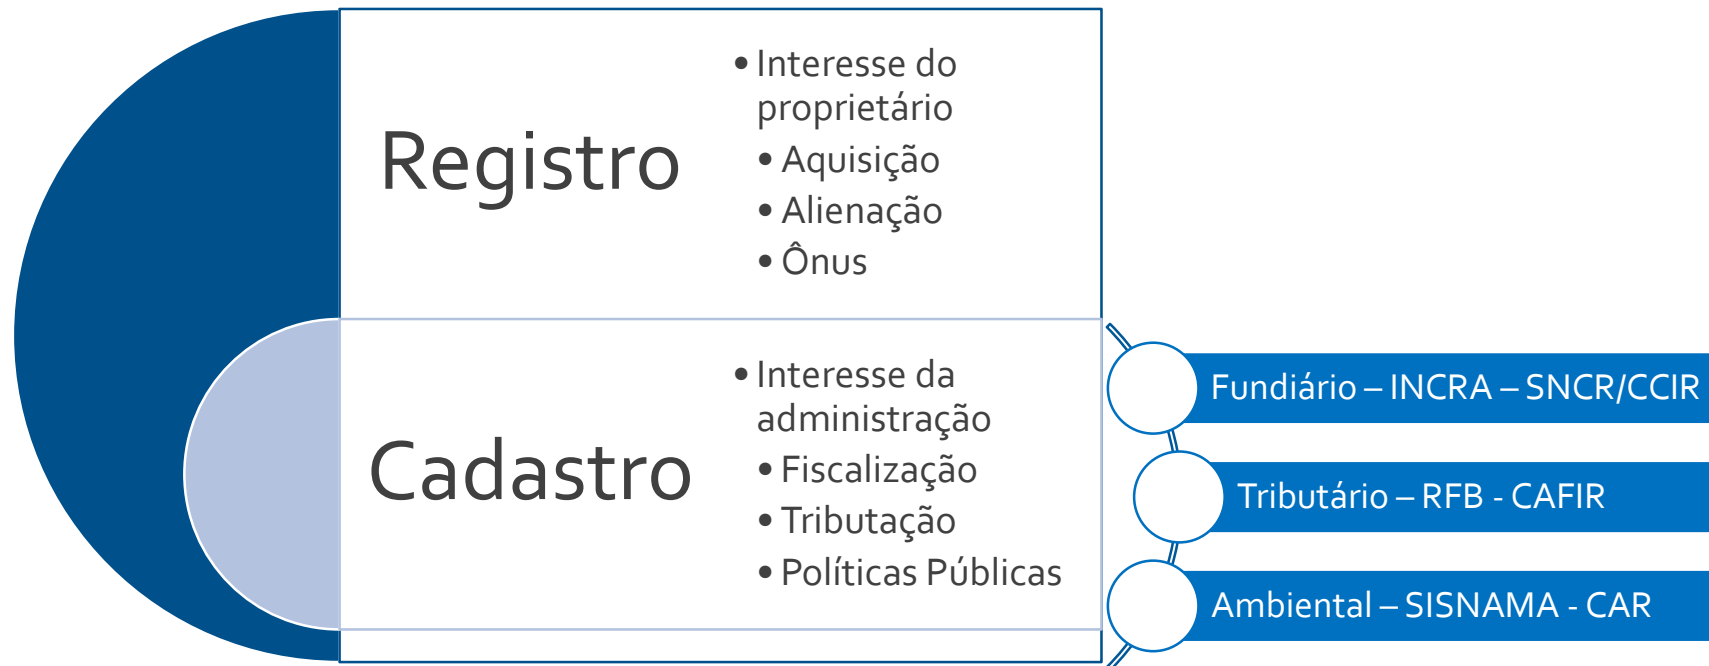 Registro
• Interesse do
proprietário
• Aquisição
• Alienação
• Ônus
Cadastro
• Interesse da
administração
• Fiscalização
• Tributação
• Políticas Públicas
Fundiário – INCRA – SNCR/CCIR
Tributário – RFB - CAFIR
Ambiental – SISNAMA - CAR